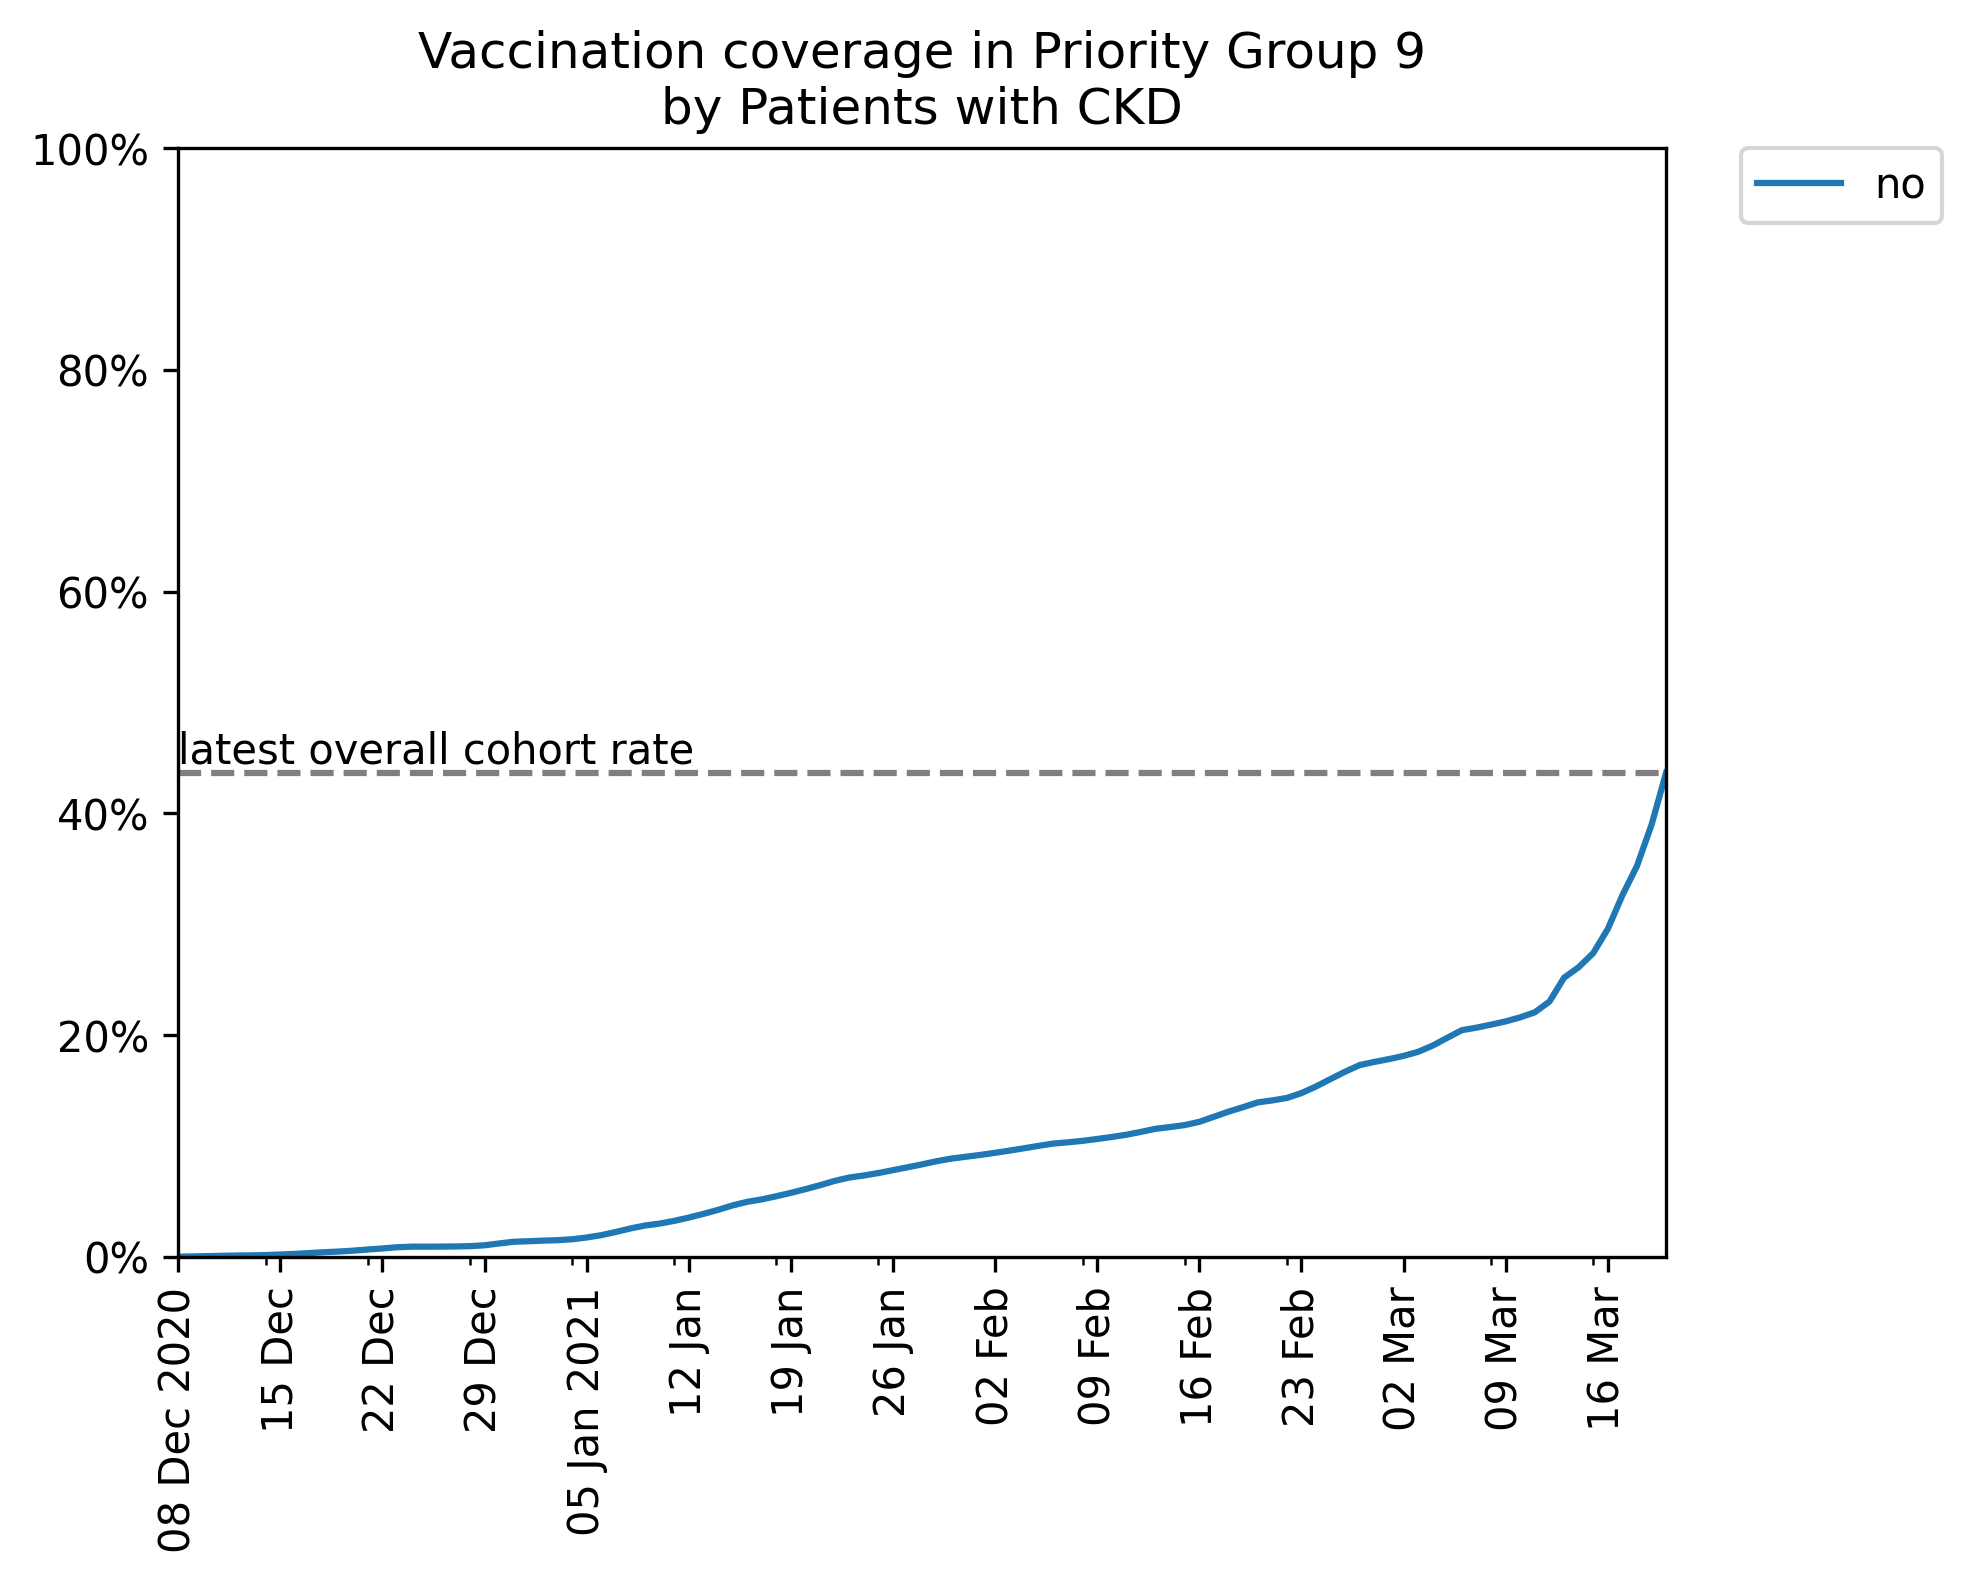 Vaccination coverage in Priority Group 9
by Patients with CKD
100%
80%
60%
40%
20%
0%
latest overall cohort rate
no
08 Dec 2020
15 Dec
22 Dec
29 Dec
05 Jan 2021
12 Jan
19 Jan
26 Jan
02 Feb
09 Feb
16 Feb
23 Feb
02 Mar
09 Mar
16 Mar